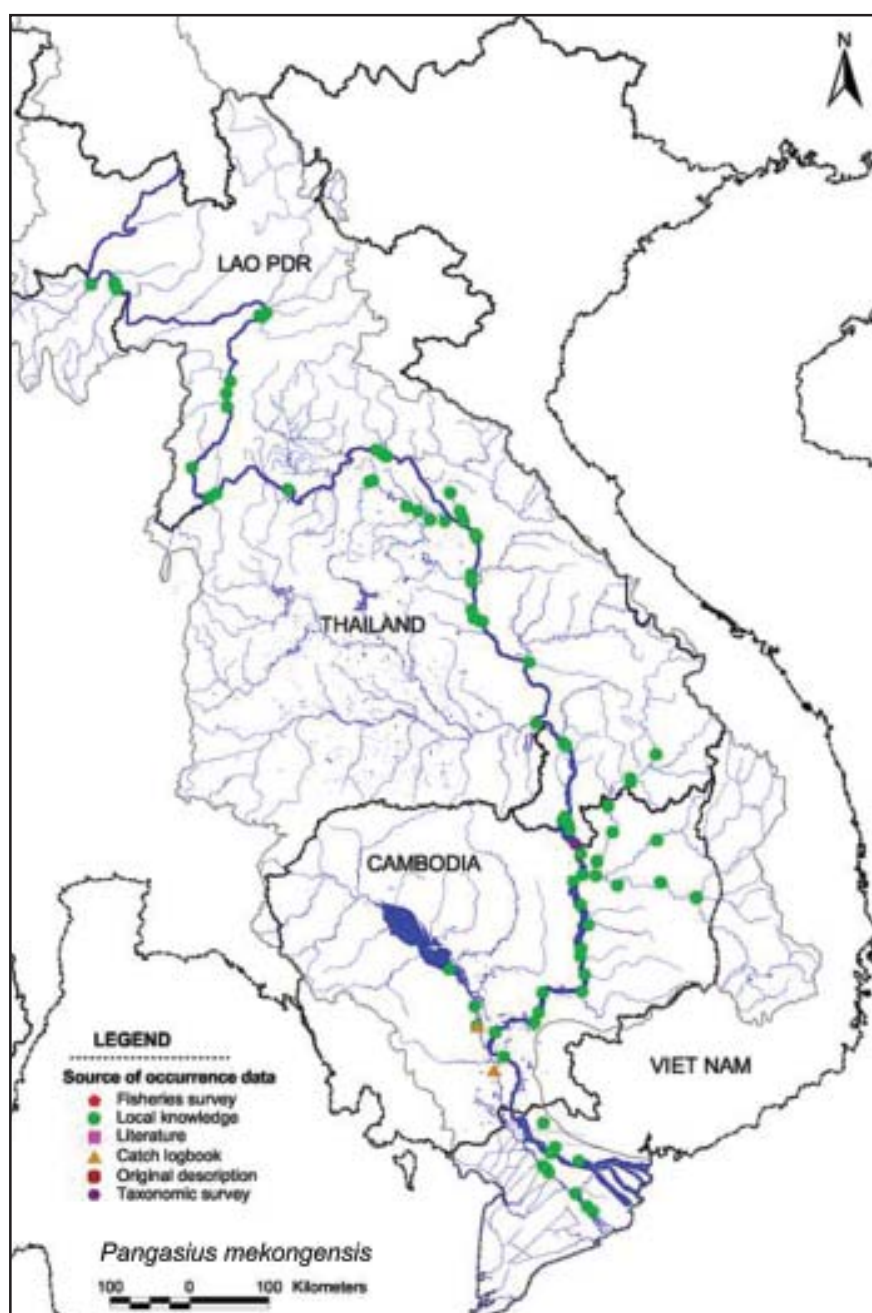 N
LAO PDR
THAILAND
CAMBODIA
VIET NAM
LEGEND
Source of occurrence data
Fisheries survey
Local knowledge
Literature
Catch logbook
Original description
Taxonomic survey
Pangasius mekongensis
100 0 100 Kilometers